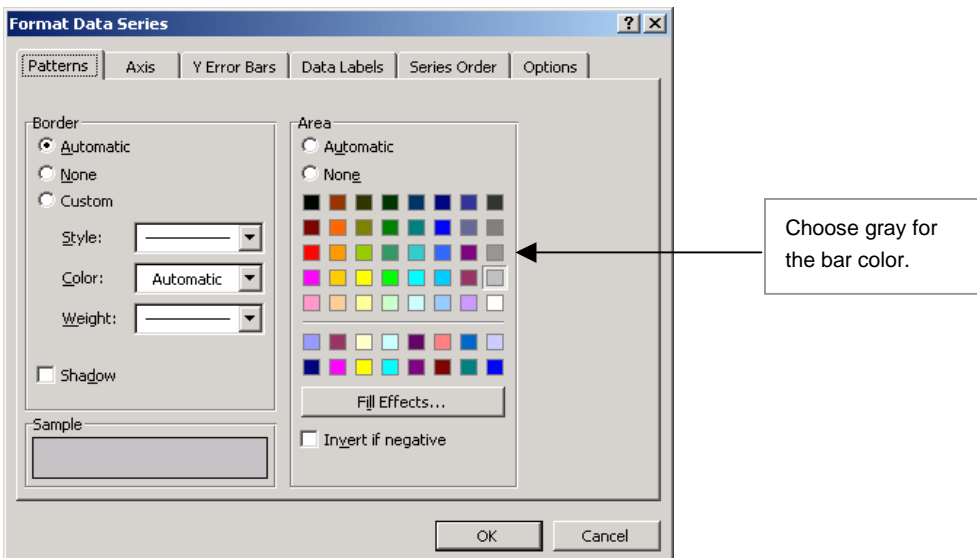 Format Data Series
Patterns Axis Y Error Bars Data Labels Series Order Options
Border
Automatic
None
Custom
Style:
Color: Automatic
Weight:
Shadow
Sample
Area
Automatic
None
Fill Effects...
Invert if negative
OK Cancel
Choose gray for
the bar color.